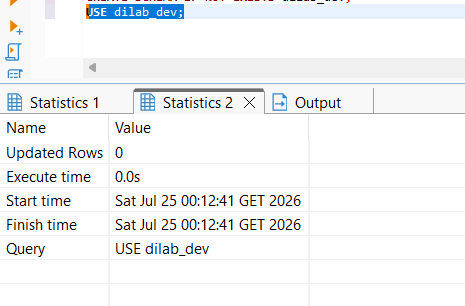 USE dilab_dev;
Statistics 1 Statistics 2 Output
Name Value
Updated Rows 0
Execute time 0.0s
Start time Sat Jul 25 00:12:41 GET 2026
Finish time Sat Jul 25 00:12:41 GET 2026
Query USE dilab_dev